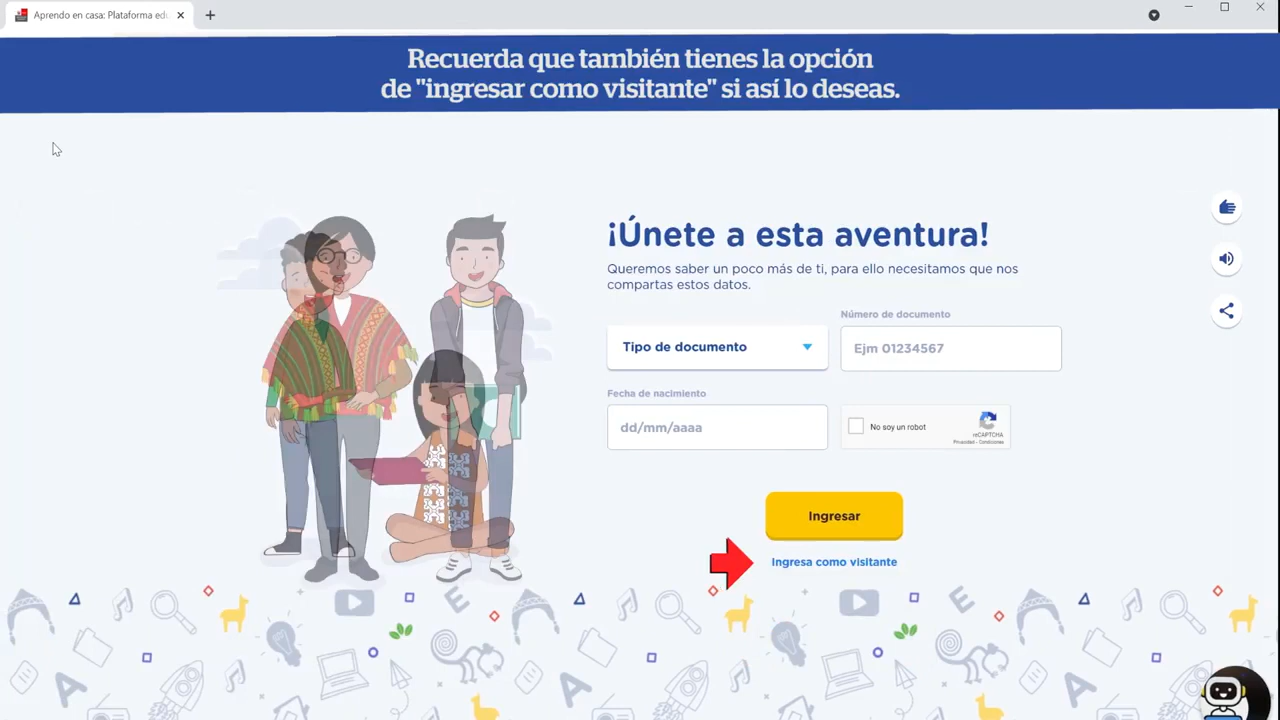 Aprendo en casa: Plataforma edu
Recuerda que también tienes la opción
de "ingresar como visitante" si así lo deseas.
¡Únete a esta aventura!
Queremos saber un poco más de ti, para ello necesitamos que nos
compartas estos datos.
Número de documento
Tipo de documento
Ejm 01234567
Fecha de nacimiento
dd/mm/aaaa
No soy un robot
reCAPTCHA
Privacidad - Condiciones
Ingresar
Ingresa como visitante